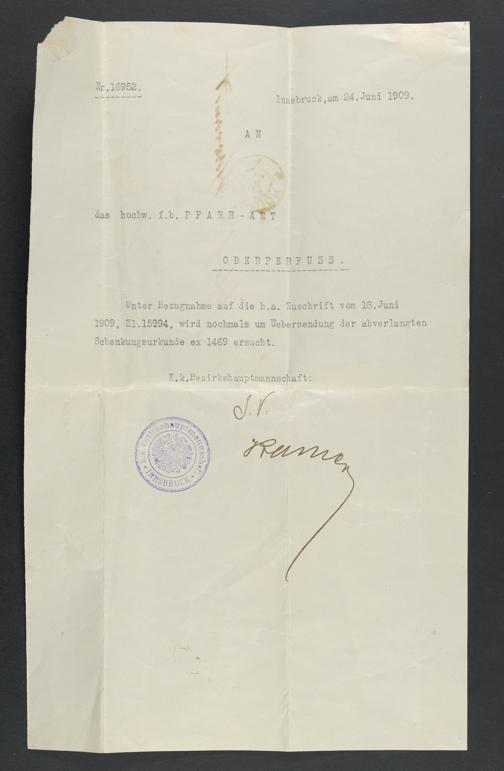 Nr.16952.
Innsbruck,am 24.Juni 1909.
AN
das hochw. f.b. PFARR-AMT
OBERPERFUSS.
Unter Bezugnahme auf die b.a. Zuschrift vom 18.Juni
1909, Zl.15994, wird nochmals um Uebersendung der abverlangten
Schenkungsurkunde ex 1469 ersucht.
K.k.Bezirkshauptmannschaft:
J.V.
K.k. Bezirkshauptmannschaft
INNSBRUCK